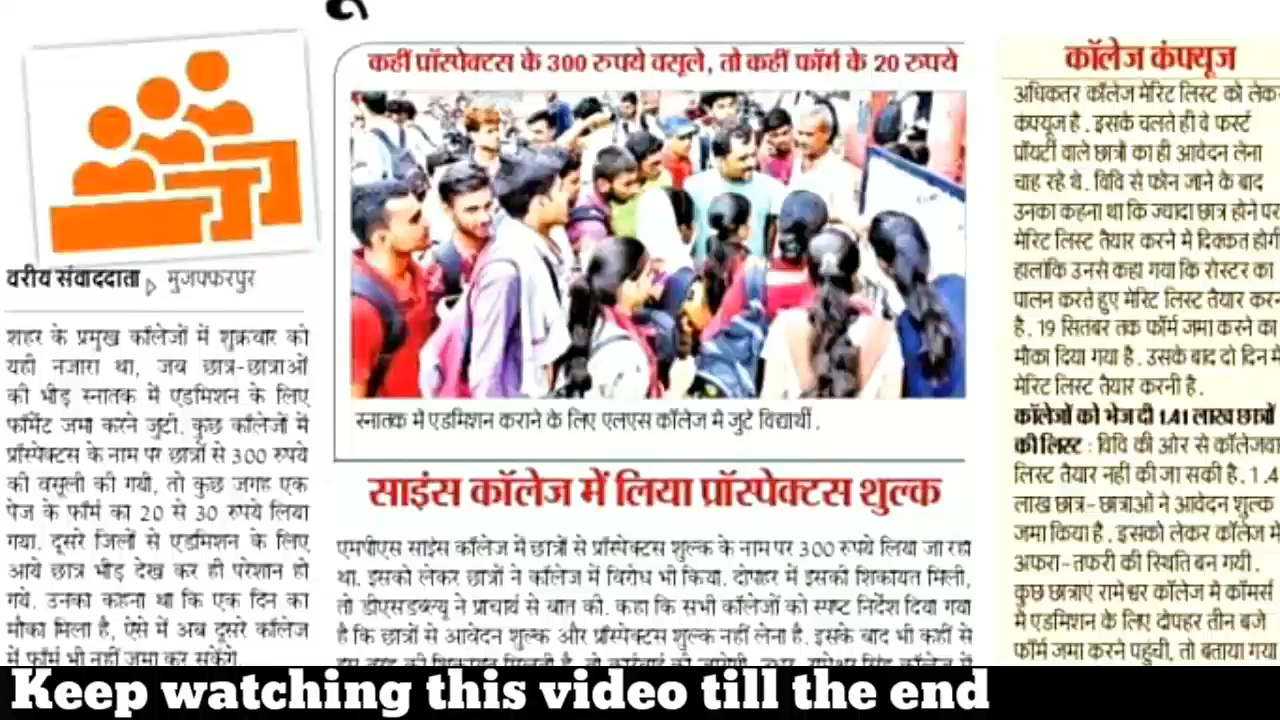 वरीय संवाददाता ▷ मुजफ्फरपुर
शहर के प्रमुख कॉलेजों में शुक्रवार को
यही नजारा था, जब छात्र-छात्राओं
की भीड़ स्नातक में एडमिशन के लिए
फॉर्मेट जमा करने जुटी. कुछ कॉलेजों में
प्रॉस्पेक्टस के नाम पर छात्रों से 300 रुपये
की वसूली की गयी, तो कुछ जगह एक
पेज के फॉर्म का 20 से 30 रुपये लिया
गया. दूसरे जिलों से एडमिशन के लिए
आये छात्र भीड़ देख कर ही परेशान हो
गये. उनका कहना था कि एक दिन का
मौका मिला है, ऐसे में अब दूसरे कॉलेज
में फॉर्म भी नहीं जमा कर सकेंगे.
कहीं प्रॉस्पेक्टस के 300 रुपये वसूले, तो कहीं फॉर्म के 20 रुपये
स्नातक में एडमिशन कराने के लिए एलएस कॉलेज में जुटे विद्यार्थी.
साइंस कॉलेज में लिया प्रॉस्पेक्टस शुल्क
एमपीएस साइंस कॉलेज में छात्रों से प्रॉस्पेक्टस शुल्क के नाम पर 300 रुपये लिया जा रहा
था. इसको लेकर छात्रों ने कॉलेज में विरोध भी किया. दोपहर में इसकी शिकायत मिली,
तो डीएसडब्ल्यू ने प्राचार्य से बात की. कहा कि सभी कॉलेजों को स्पष्ट निर्देश दिया गया
है कि छात्रों से आवेदन शुल्क और प्रॉस्पेक्टस शुल्क नहीं लेना है. इसके बाद भी कहीं से
कॉलेज कंफ्यूज
अधिकतर कॉलेज मेरिट लिस्ट को लेकर
कंफ्यूज है. इसके चलते ही वे फर्स्ट
प्रॉयर्टी वाले छात्रों का ही आवेदन लेना
चाह रहे थे. विवि से फोन जाने के बाद
उनका कहना था कि ज्यादा छात्र होने पर
मेरिट लिस्ट तैयार करने में दिक्कत होगी
हालांकि उनसे कहा गया कि रोस्टर का
पालन करते हुए मेरिट लिस्ट तैयार कर
है. 19 सितंबर तक फॉर्म जमा करने का
मौका दिया गया है. उसके बाद दो दिन में
मेरिट लिस्ट तैयार करनी है.
कॉलेजों को भेज दी 1.41 लाख छात्रों
की लिस्ट : विवि की ओर से कॉलेजवा
लिस्ट तैयार नहीं की जा सकी है. 1.4
लाख छात्र-छात्राओं ने आवेदन शुल्क
जमा किया है. इसको लेकर कॉलेज में
अफरा-तफरी की स्थिति बन गयी.
कुछ छात्राएं रामेश्वर कॉलेज में कॉमर्स
में एडमिशन के लिए दोपहर तीन बजे
फॉर्म जमा करने पहुंची, तो बताया गया
Keep watching this video till the end